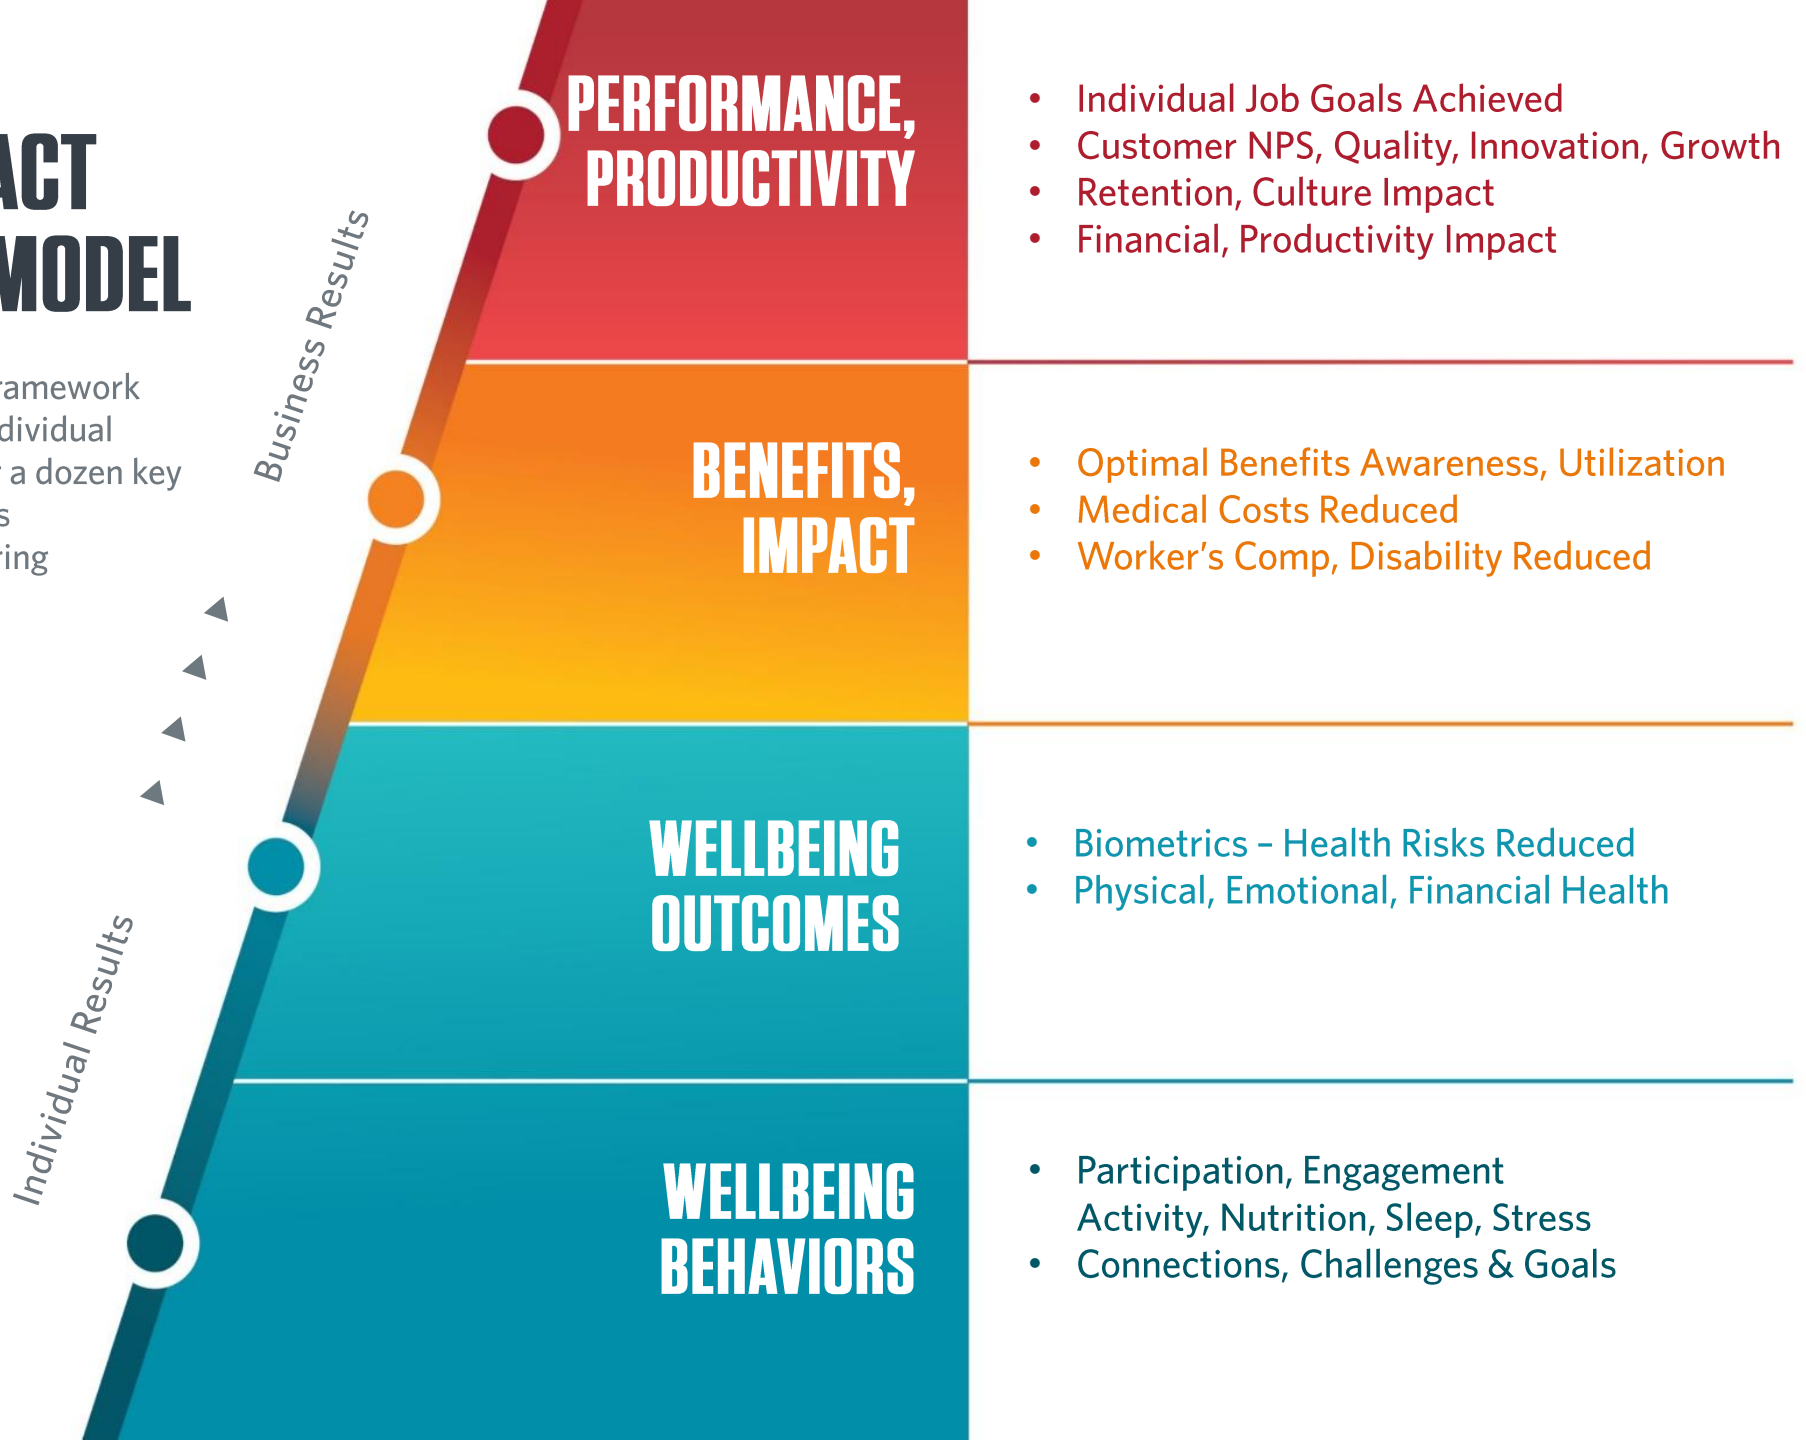 ACT
MODEL
ramework
dividual
r a dozen key
s
ring
Business Results
Individual Results
PERFORMANCE,
PRODUCTIVITY
• Individual Job Goals Achieved
• Customer NPS, Quality, Innovation, Growth
• Retention, Culture Impact
• Financial, Productivity Impact
BENEFITS,
IMPACT
• Optimal Benefits Awareness, Utilization
• Medical Costs Reduced
• Worker’s Comp, Disability Reduced
WELLBEING
OUTCOMES
• Biometrics – Health Risks Reduced
• Physical, Emotional, Financial Health
WELLBEING
BEHAVIORS
• Participation, Engagement
Activity, Nutrition, Sleep, Stress
• Connections, Challenges & Goals